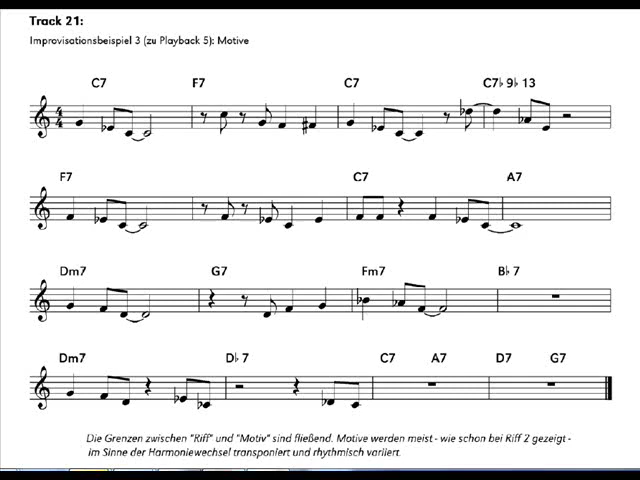 Track 21:
Improvisationsbeispiel 3 (zu Playback 5): Motive
C7 F7 C7 C7♭9♭13
4
4
F7 C7 A7
Dm7 G7 Fm7 B♭7
Dm7 D♭7 C7 A7 D7 G7
Die Grenzen zwischen "Riff" und "Motiv" sind fließend. Motive werden meist - wie schon bei Riff 2 gezeigt -
im Sinne der Harmoniewechsel transponiert und rhythmisch variiert.